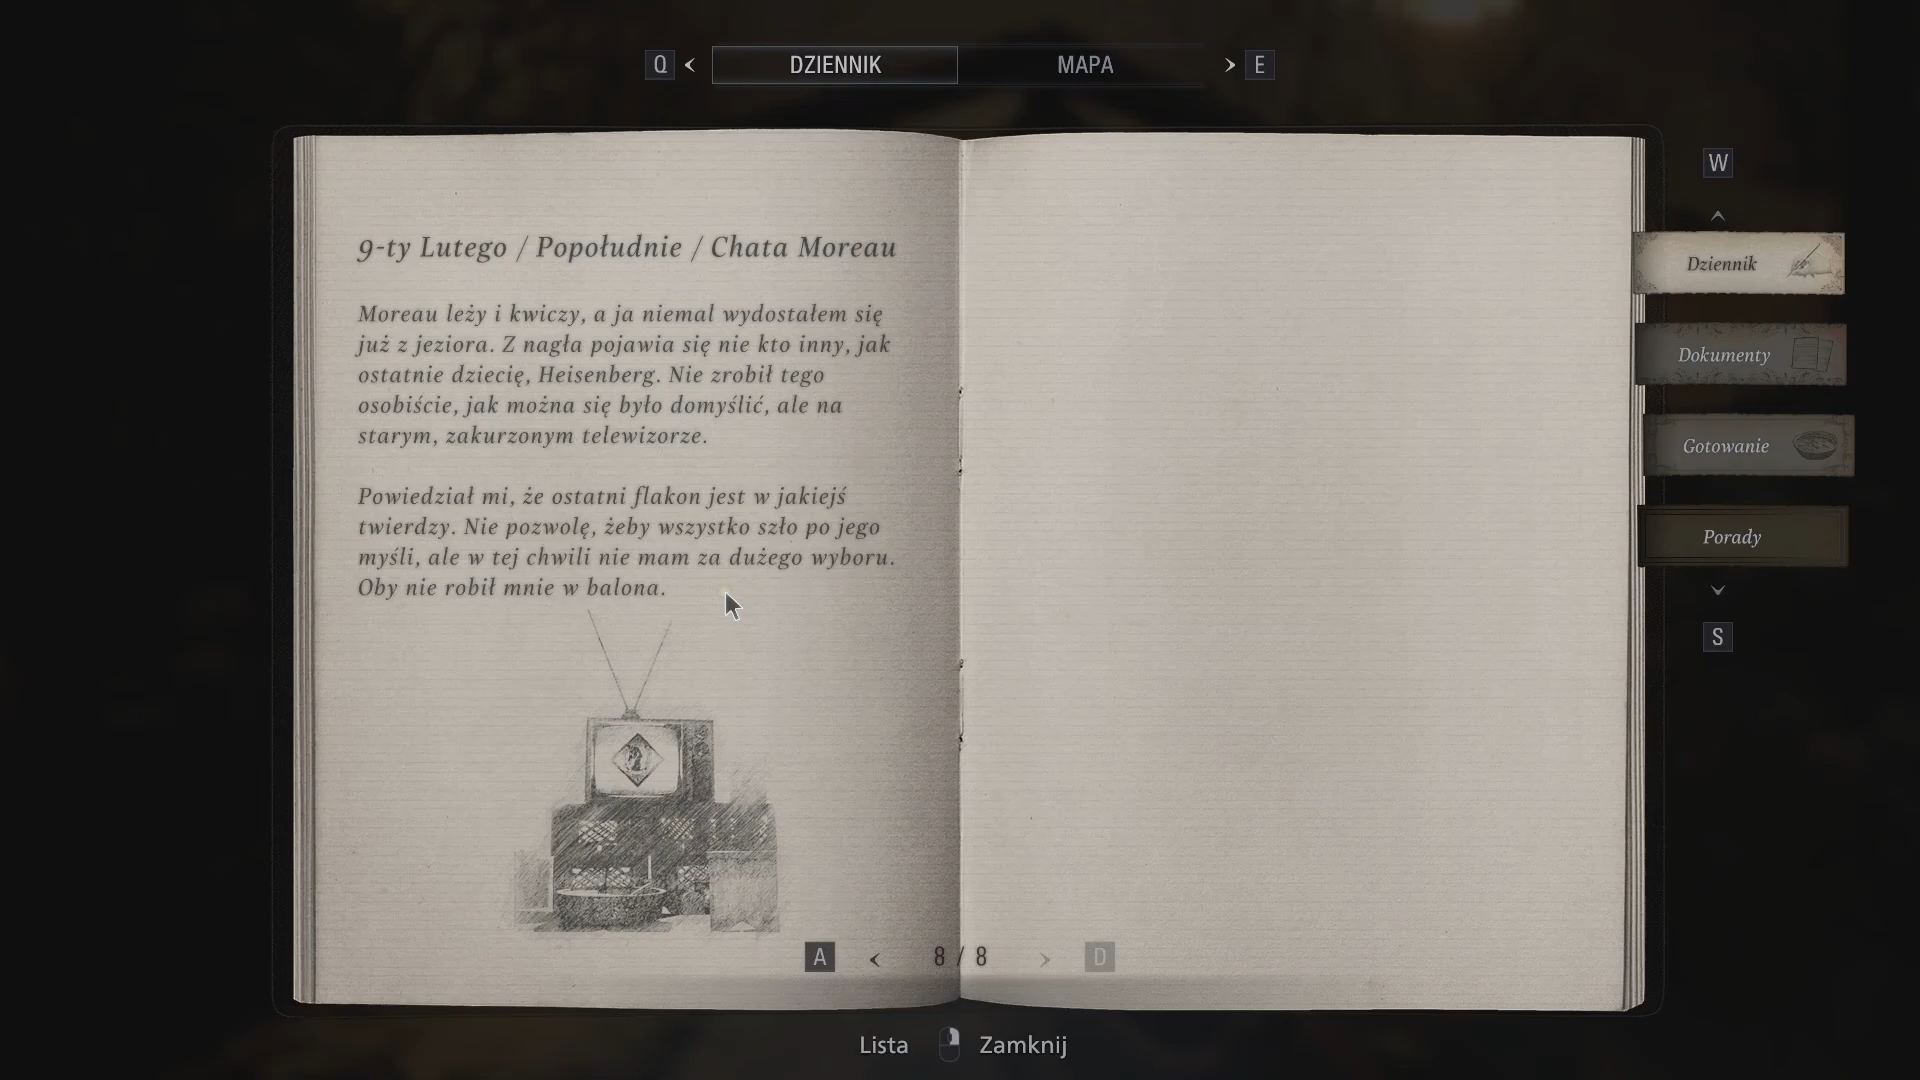 Q DZIENNIK MAPA E
W
9-ty Lutego / Popołudnie / Chata Moreau
Moreau leży i kwiczy, a ja niemal wydostałem się
już z jeziora. Z nagła pojawia się nie kto inny, jak
ostatnie dziecię, Heisenberg. Nie zrobił tego
osobiście, jak można się było domyślić, ale na
starym, zakurzonym telewizorze.
Powiedział mi, że ostatni flakon jest w jakiejś
twierdzy. Nie pozwolę, żeby wszystko szło po jego
myśli, ale w tej chwili nie mam za dużego wyboru.
Oby nie robił mnie w balona.
Dziennik
Dokumenty
Gotowanie
Porady
S
A 8 / 8 D
Lista Zamknij